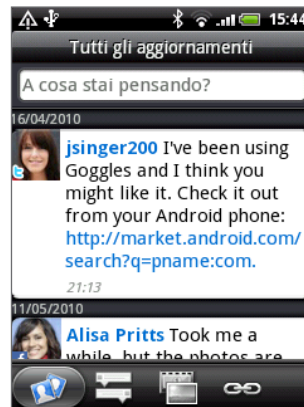 15:44
Tutti gli aggiornamenti
A cosa stai pensando?
16/04/2010
jsinger200 I've been using
Goggles and I think you
might like it. Check it out
from your Android phone:
http://market.android.com/
search?q=pname:com.
21:13
11/05/2010
Alisa Pritts Took me a
while, but the photos are